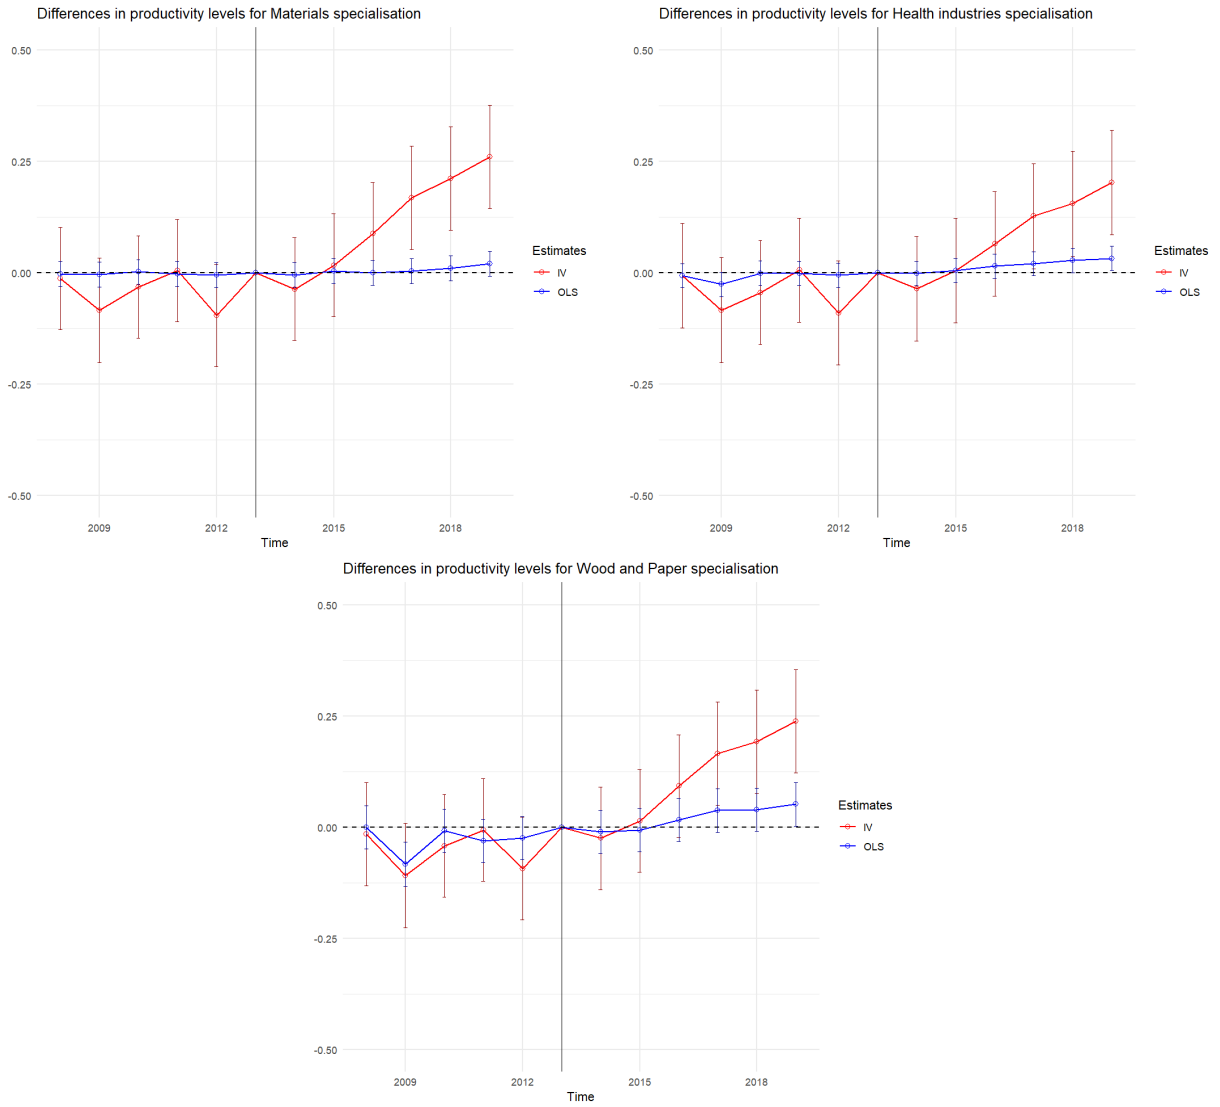 Differences in productivity levels for Materials specialisation
0.50
0.25
0.00
-0.25
-0.50
2009 2012 2015 2018
Time
Estimates
IV
OLS
Differences in productivity levels for Health industries specialisation
0.50
0.25
0.00
-0.25
-0.50
2009 2012 2015 2018
Time
Estimates
IV
OLS
Differences in productivity levels for Wood and Paper specialisation
0.50
0.25
0.00
-0.25
-0.50
2009 2012 2015 2018
Time
Estimates
IV
OLS